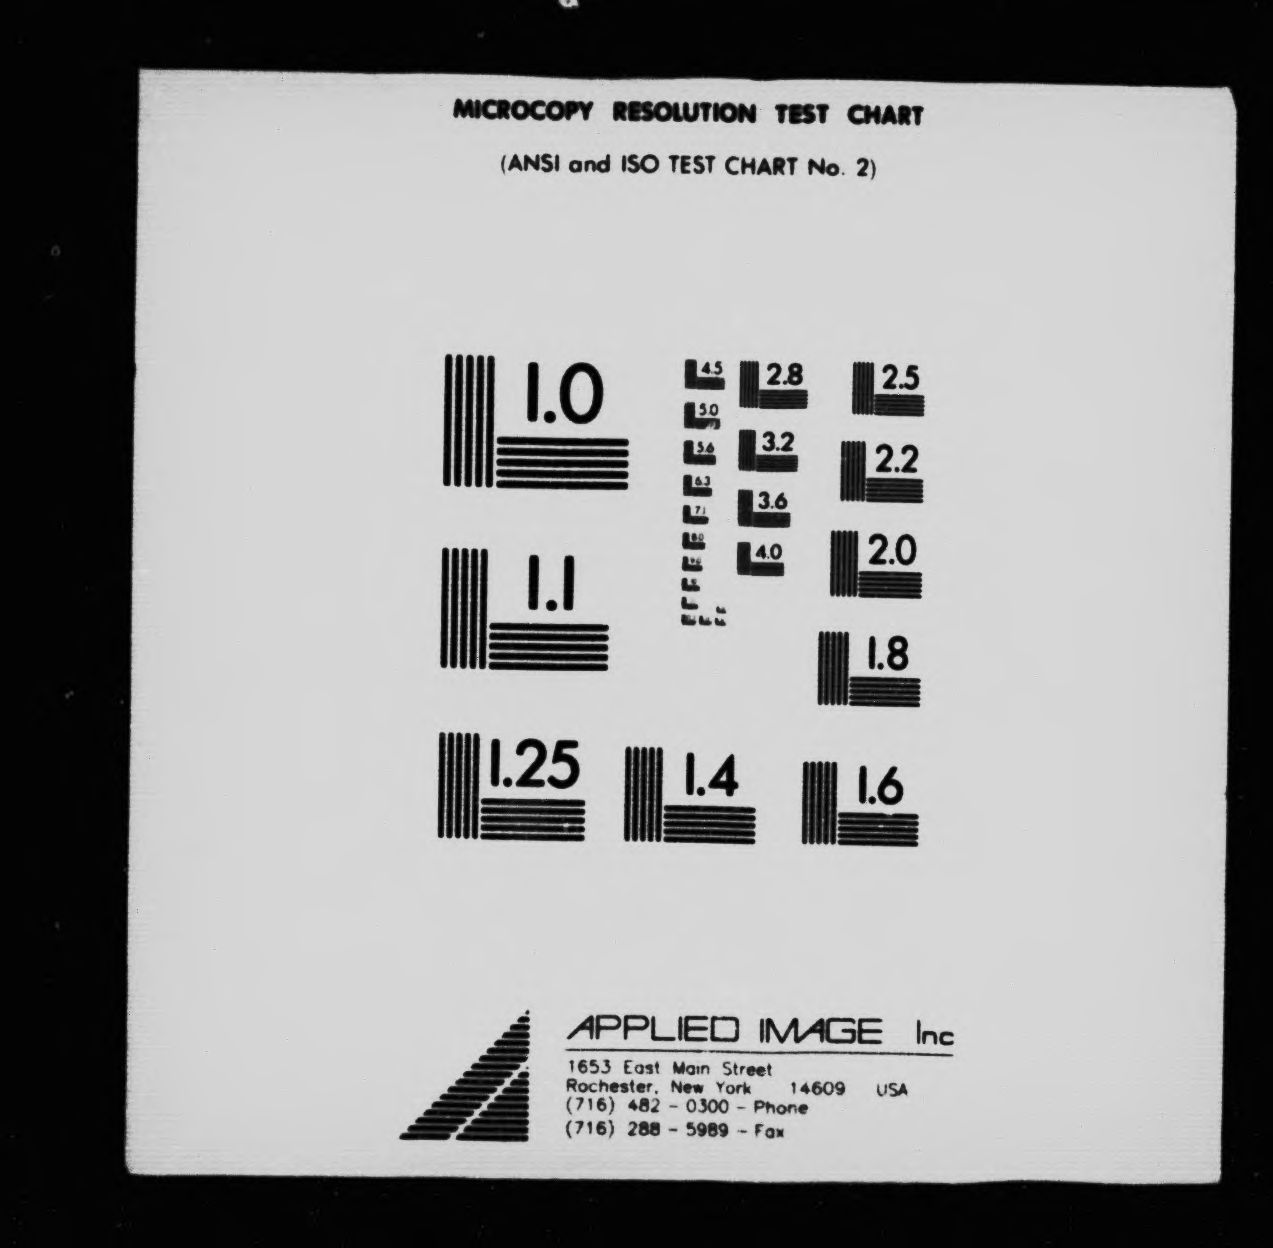 MICROCOPY RESOLUTION TEST CHART
(ANSI and ISO TEST CHART No. 2)
1.0
1.1
1.25
1.4
1.6
1.8
2.0
2.2
2.5
2.8
3.2
3.6
4.0
4.5
5.0
5.6
6.3
7.1
8.0
APPLIED IMAGE Inc
1653 East Main Street
Rochester, New York 14609 USA
(716) 482 - 0300 - Phone
(716) 288 - 5989 - Fax